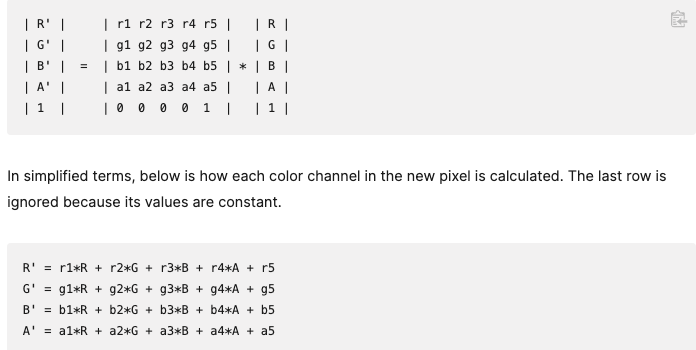 | R' |     | r1 r2 r3 r4 r5 |   | R |
| G' |     | g1 g2 g3 g4 g5 |   | G |
| B' |  =  | b1 b2 b3 b4 b5 | * | B |
| A' |     | a1 a2 a3 a4 a5 |   | A |
| 1  |     | 0  0  0  0  1  |   | 1 |
In simplified terms, below is how each color channel in the new pixel is calculated. The last row is
ignored because its values are constant.
R' = r1*R + r2*G + r3*B + r4*A + r5
G' = g1*R + g2*G + g3*B + g4*A + g5
B' = b1*R + b2*G + b3*B + b4*A + b5
A' = a1*R + a2*G + a3*B + a4*A + a5